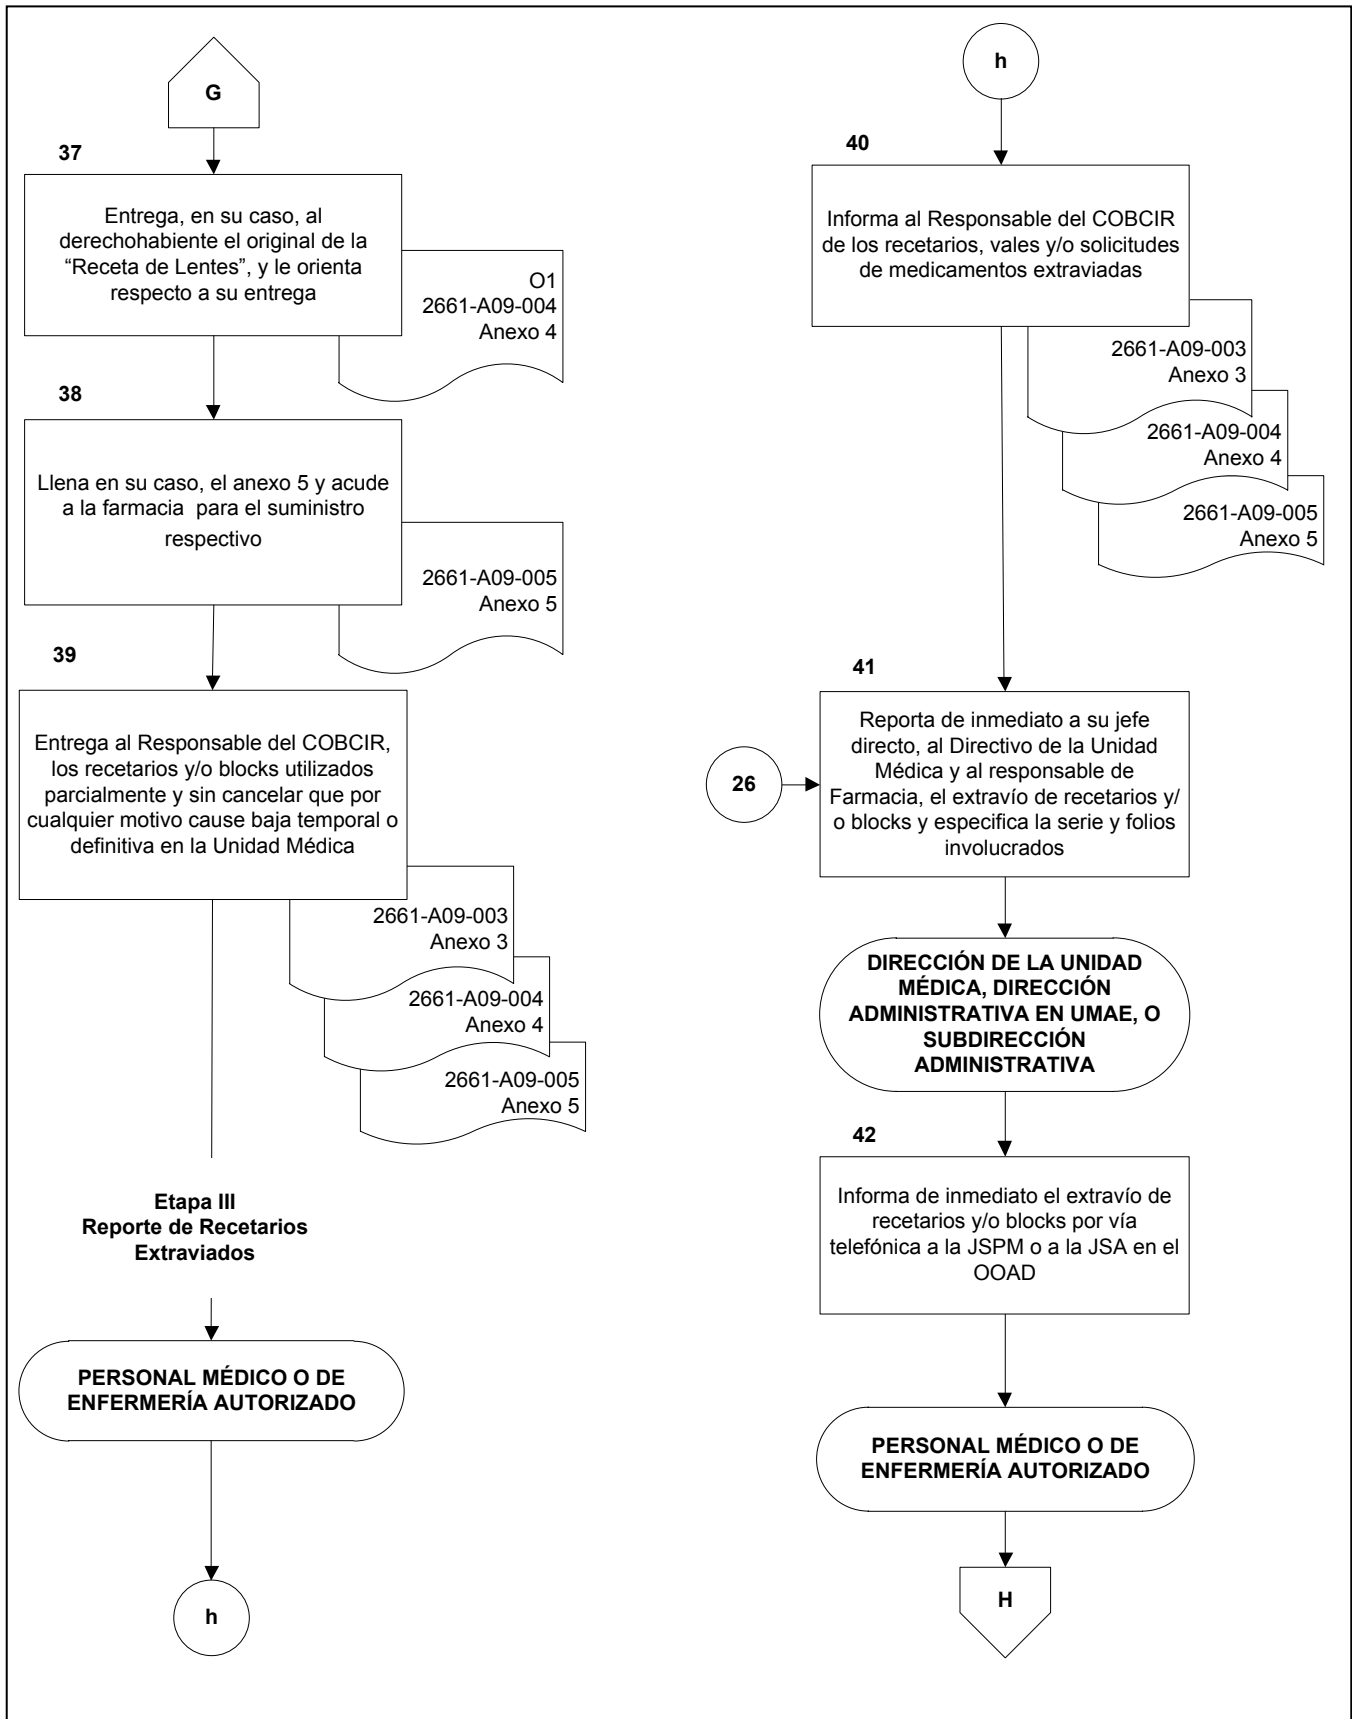 G
37
Entrega, en su caso, al
derechohabiente el original de la
“Receta de Lentes”, y le orienta
respecto a su entrega
O1
2661-A09-004
Anexo 4
38
Llena en su caso, el anexo 5 y acude
a la farmacia para el suministro
respectivo
2661-A09-005
Anexo 5
39
Entrega al Responsable del COBCIR,
los recetarios y/o blocks utilizados
parcialmente y sin cancelar que por
cualquier motivo cause baja temporal o
definitiva en la Unidad Médica
2661-A09-003
Anexo 3
2661-A09-004
Anexo 4
2661-A09-005
Anexo 5
Etapa III
Reporte de Recetarios
Extraviados
PERSONAL MÉDICO O DE
ENFERMERÍA AUTORIZADO
h
h
40
Informa al Responsable del COBCIR
de los recetarios, vales y/o solicitudes
de medicamentos extraviadas
2661-A09-003
Anexo 3
2661-A09-004
Anexo 4
2661-A09-005
Anexo 5
41
Reporta de inmediato a su jefe
directo, al Directivo de la Unidad
Médica y al responsable de
Farmacia, el extravío de recetarios y/
o blocks y especifica la serie y folios
involucrados
26
DIRECCIÓN DE LA UNIDAD
MÉDICA, DIRECCIÓN
ADMINISTRATIVA EN UMAE, O
SUBDIRECCIÓN
ADMINISTRATIVA
42
Informa de inmediato el extravío de
recetarios y/o blocks por vía
telefónica a la JSPM o a la JSA en el
OOAD
PERSONAL MÉDICO O DE
ENFERMERÍA AUTORIZADO
H